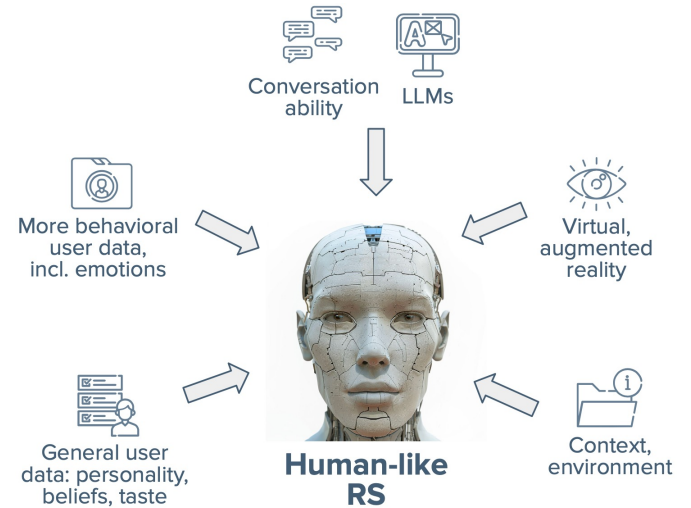 Conversation
ability
LLMs
More behavioral
user data,
incl. emotions
Virtual,
augmented
reality
General user
data: personality,
beliefs, taste
Context,
environment
Human-like
RS